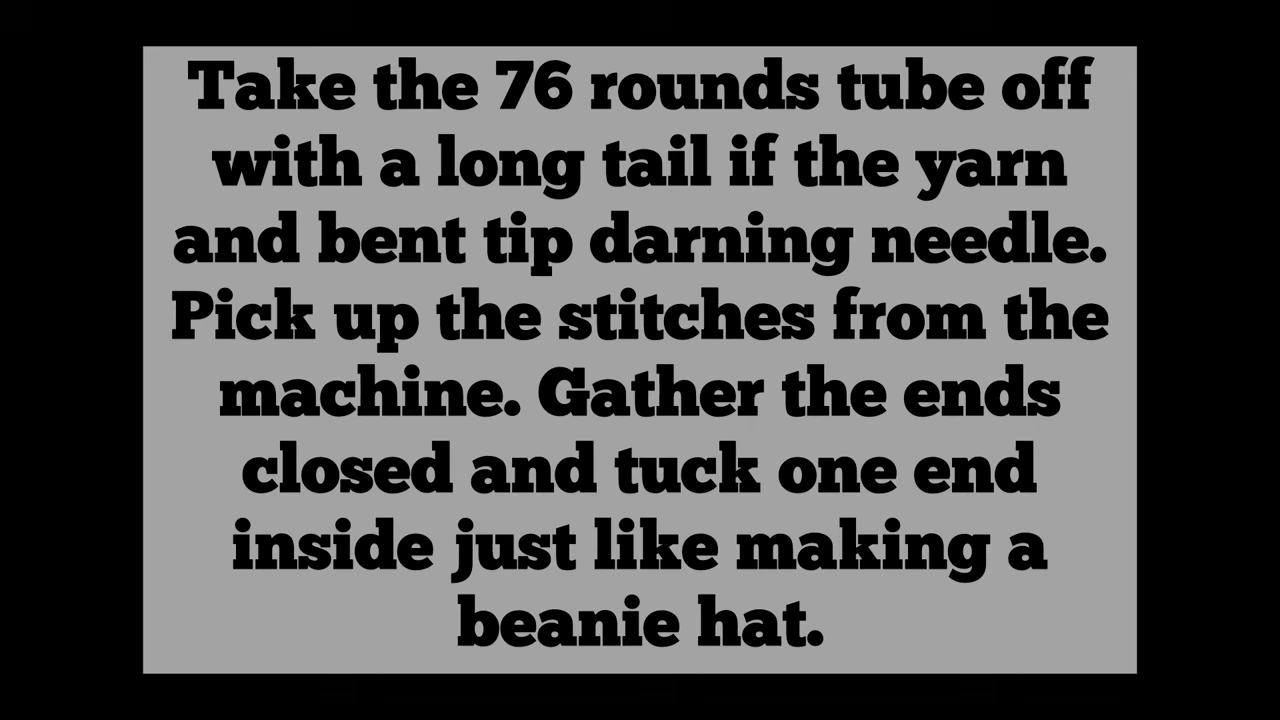 Take the 76 rounds tube off
with a long tail if the yarn
and bent tip darning needle.
Pick up the stitches from the
machine. Gather the ends
closed and tuck one end
inside just like making a
beanie hat.